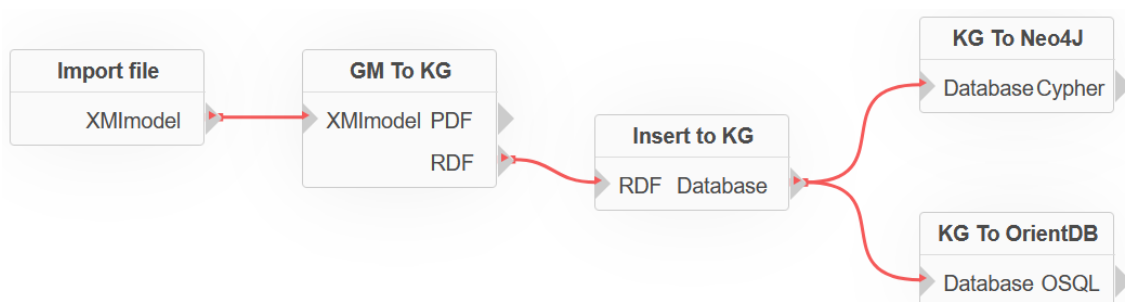 Import file
XMImodel
GM To KG
XMImodel PDF
RDF
Insert to KG
RDF Database
KG To Neo4J
Database Cypher
KG To OrientDB
Database OSQL